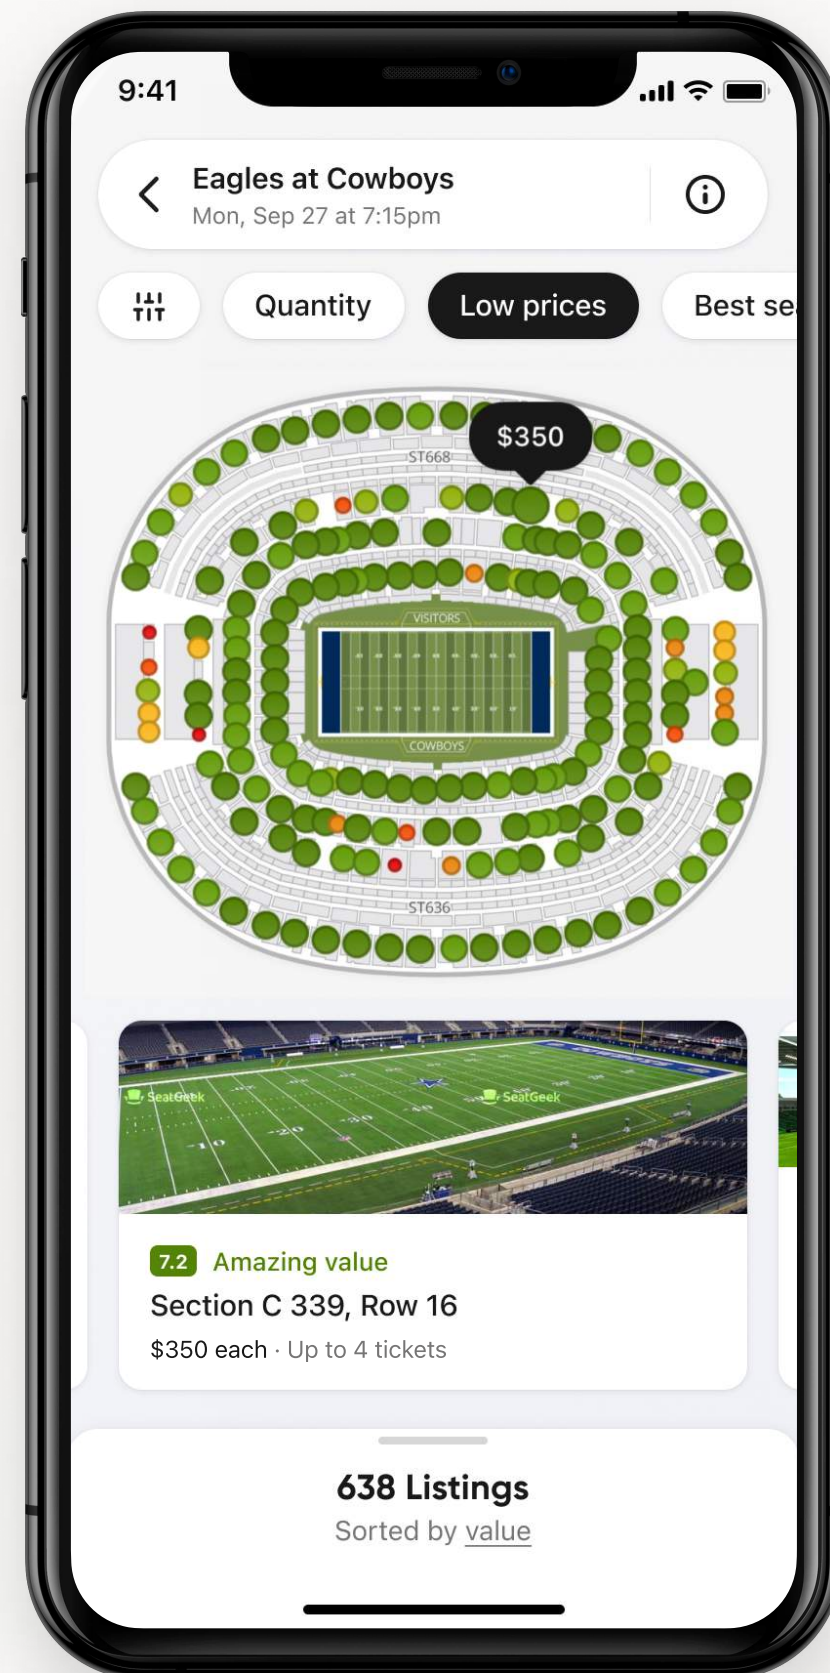 9:41
Eagles at Cowboys
Mon, Sep 27 at 7:15pm
Quantity
Low prices
Best se
$350
ST668
VISITORS
COWBOYS
ST636
SeatGeek
SeatGeek
7.2 Amazing value
Section C 339, Row 16
$350 each · Up to 4 tickets
638 Listings
Sorted by value